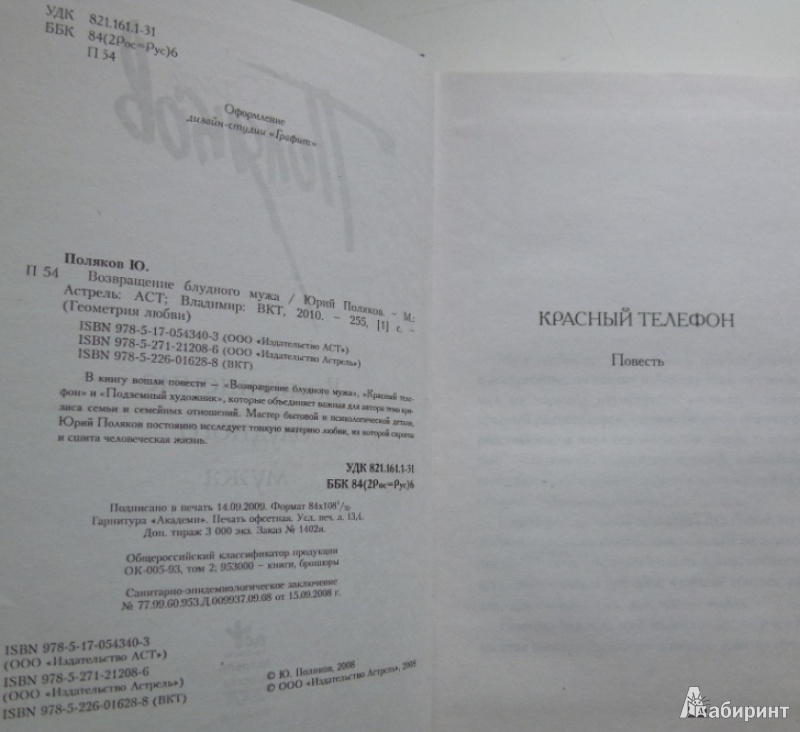 УДК 821.161.1-31
ББК 84(2Рос=Рус)6
П 54
Оформление
дизайн-студии «Графит»
Поляков Ю.
П 54 Возвращение блудного мужа / Юрий Поляков. – М.:
Астрель: АСТ; Владимир: ВКТ, 2010. – 255, [1] с. –
(Геометрия любви)
ISBN 978-5-17-054340-3 (ООО «Издательство АСТ»)
ISBN 978-5-271-21208-6 (ООО «Издательство Астрель»)
ISBN 978-5-226-01628-8 (ВКТ)
В книгу вошли повести – «Возвращение блудного мужа», «Красный теле-
фон» и «Подземный художник», которые объединяет важная для автора тема кри-
зиса семьи и семейных отношений. Мастер бытовой и психологической детали,
Юрий Поляков постоянно исследует тонкую материю любви, из которой скроена
и сшита человеческая жизнь.
УДК 821.161.1-31
ББК 84(2Рос=Рус)6
Подписано в печать 14.09.2009. Формат 84х108 1/32
Гарнитура «Академи». Печать офсетная. Усл. печ. л. 13,4.
Доп. тираж 3 000 экз. Заказ № 1402и.
Общероссийский классификатор продукции
ОК-005-93, том 2; 953000 – книги, брошюры
Санитарно-эпидемиологическое заключение
№ 77.99.60.953.Д.009937.09.08 от 15.09.2008 г.
ISBN 978-5-17-054340-3
(ООО «Издательство АСТ»)
ISBN 978-5-271-21208-6
(ООО «Издательство Астрель»)
ISBN 978-5-226-01628-8 (ВКТ)
© Ю. Поляков, 2008
© ООО «Издательство Астрель», 2008
КРАСНЫЙ ТЕЛЕФОН
Повесть
Лабиринт